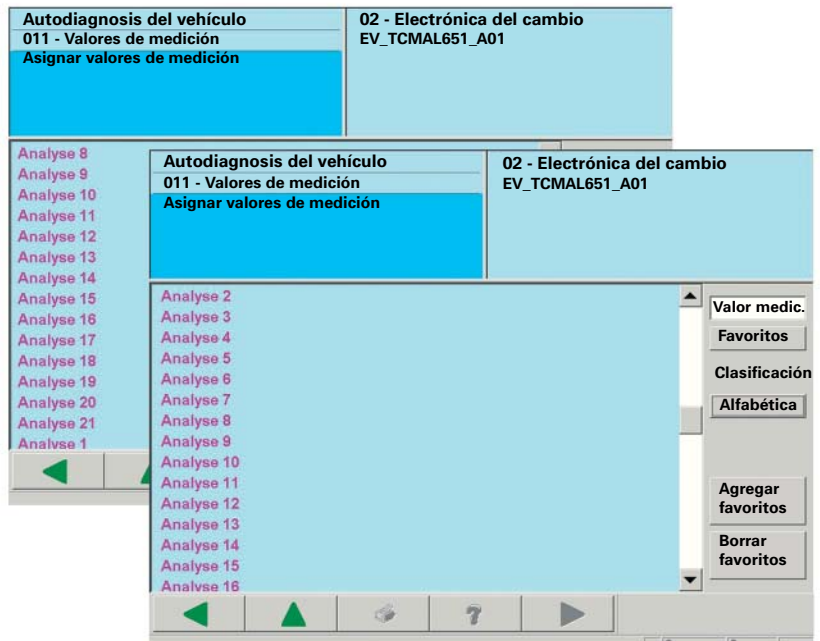 Autodiagnosis del vehículo
011 - Valores de medición
Asignar valores de medición
02 - Electrónica del cambio
EV_TCMAL651_A01
Analyse 8
Analyse 9
Analyse 10
Analyse 11
Analyse 12
Analyse 13
Analyse 14
Analyse 15
Analyse 16
Analyse 17
Analyse 18
Analyse 19
Analyse 20
Analyse 21
Analyse 1
Autodiagnosis del vehículo
011 - Valores de medición
Asignar valores de medición
02 - Electrónica del cambio
EV_TCMAL651_A01
Analyse 2
Analyse 3
Analyse 4
Analyse 5
Analyse 6
Analyse 7
Analyse 8
Analyse 9
Analyse 10
Analyse 11
Analyse 12
Analyse 13
Analyse 14
Analyse 15
Analyse 16
Valor medic.
Favoritos
Clasificación
Alfabética
Agregar
favoritos
Borrar
favoritos
?